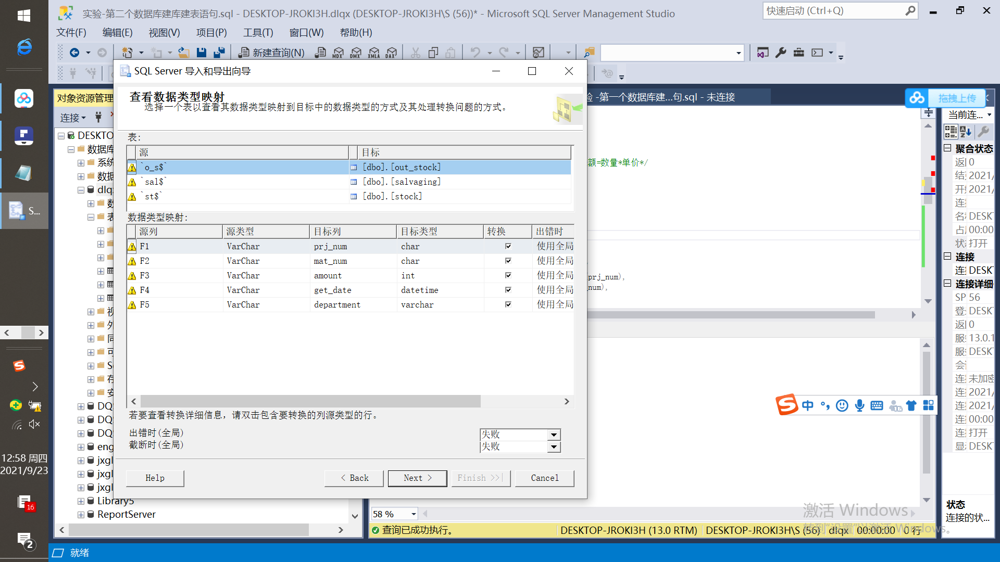 实验-第二个数据库建库建表语句.sql - DESKTOP-JROKI3H.dlqx (DESKTOP-JROKI3H\S (56))* - Microsoft SQL Server Management Studio
快速启动 (Ctrl+Q)
文件(F) 编辑(E) 视图(V) 项目(P) 工具(T) 窗口(W) 帮助(H)
新建查询(N) MDX DMX XMLA DAX
SQL Server 导入和导出向导
对象资源管理
连接
查看数据类型映射
选择一个表以查看其数据类型映射到目标中的数据类型的方式及其处理转换问题的方式。
表:
源 目标
`o_s$` [dbo].[out_stock]
`sal$` [dbo].[salvaging]
`st$` [dbo].[stock]
数据类型映射:
源列 源类型 目标列 目标类型 转换 出错时
F1 VarChar prj_num char 使用全局
F2 VarChar mat_num char 使用全局
F3 VarChar amount int 使用全局
F4 VarChar get_date datetime 使用全局
F5 VarChar department varchar 使用全局
若要查看转换详细信息，请双击包含要转换的列源类型的行。
出错时(全局) 失败
截断时(全局) 失败
Help < Back Next > Finish >>| Cancel
DESKTO
数据库
系统
数据
dlqx
数
表
视
外
同
可
Se
存
安
DQ
DQ
DQ
eng
jxgl
jxgl
jxgl
Library5
ReportServer
验 -第一个数据库建...句.sql - 未连接
额=数量*单价*/
prj_num),
_num),
58 %
查询已成功执行。 DESKTOP-JROKI3H (13.0 RTM) DESKTOP-JROKI3H\S (56) dlqx 00:00:00 0 行
拖拽上传
当前连...
聚合状态
返 0
结 2021/
开 2021/
连
名 DESK
占 00:00
状 打开
连接
连 DESK
连接详细
SP 56
登 DESK
返 0
服 13.0.1
服 DESK
会
连 未加密
连 2021/
连 2021/
连 00:00
连 打开
显 DESK
状态
连接的状...
中
激活 Windows
转到"设置"以激活 Windows。
S...
12:58 周四
2021/9/23
16
2
就绪